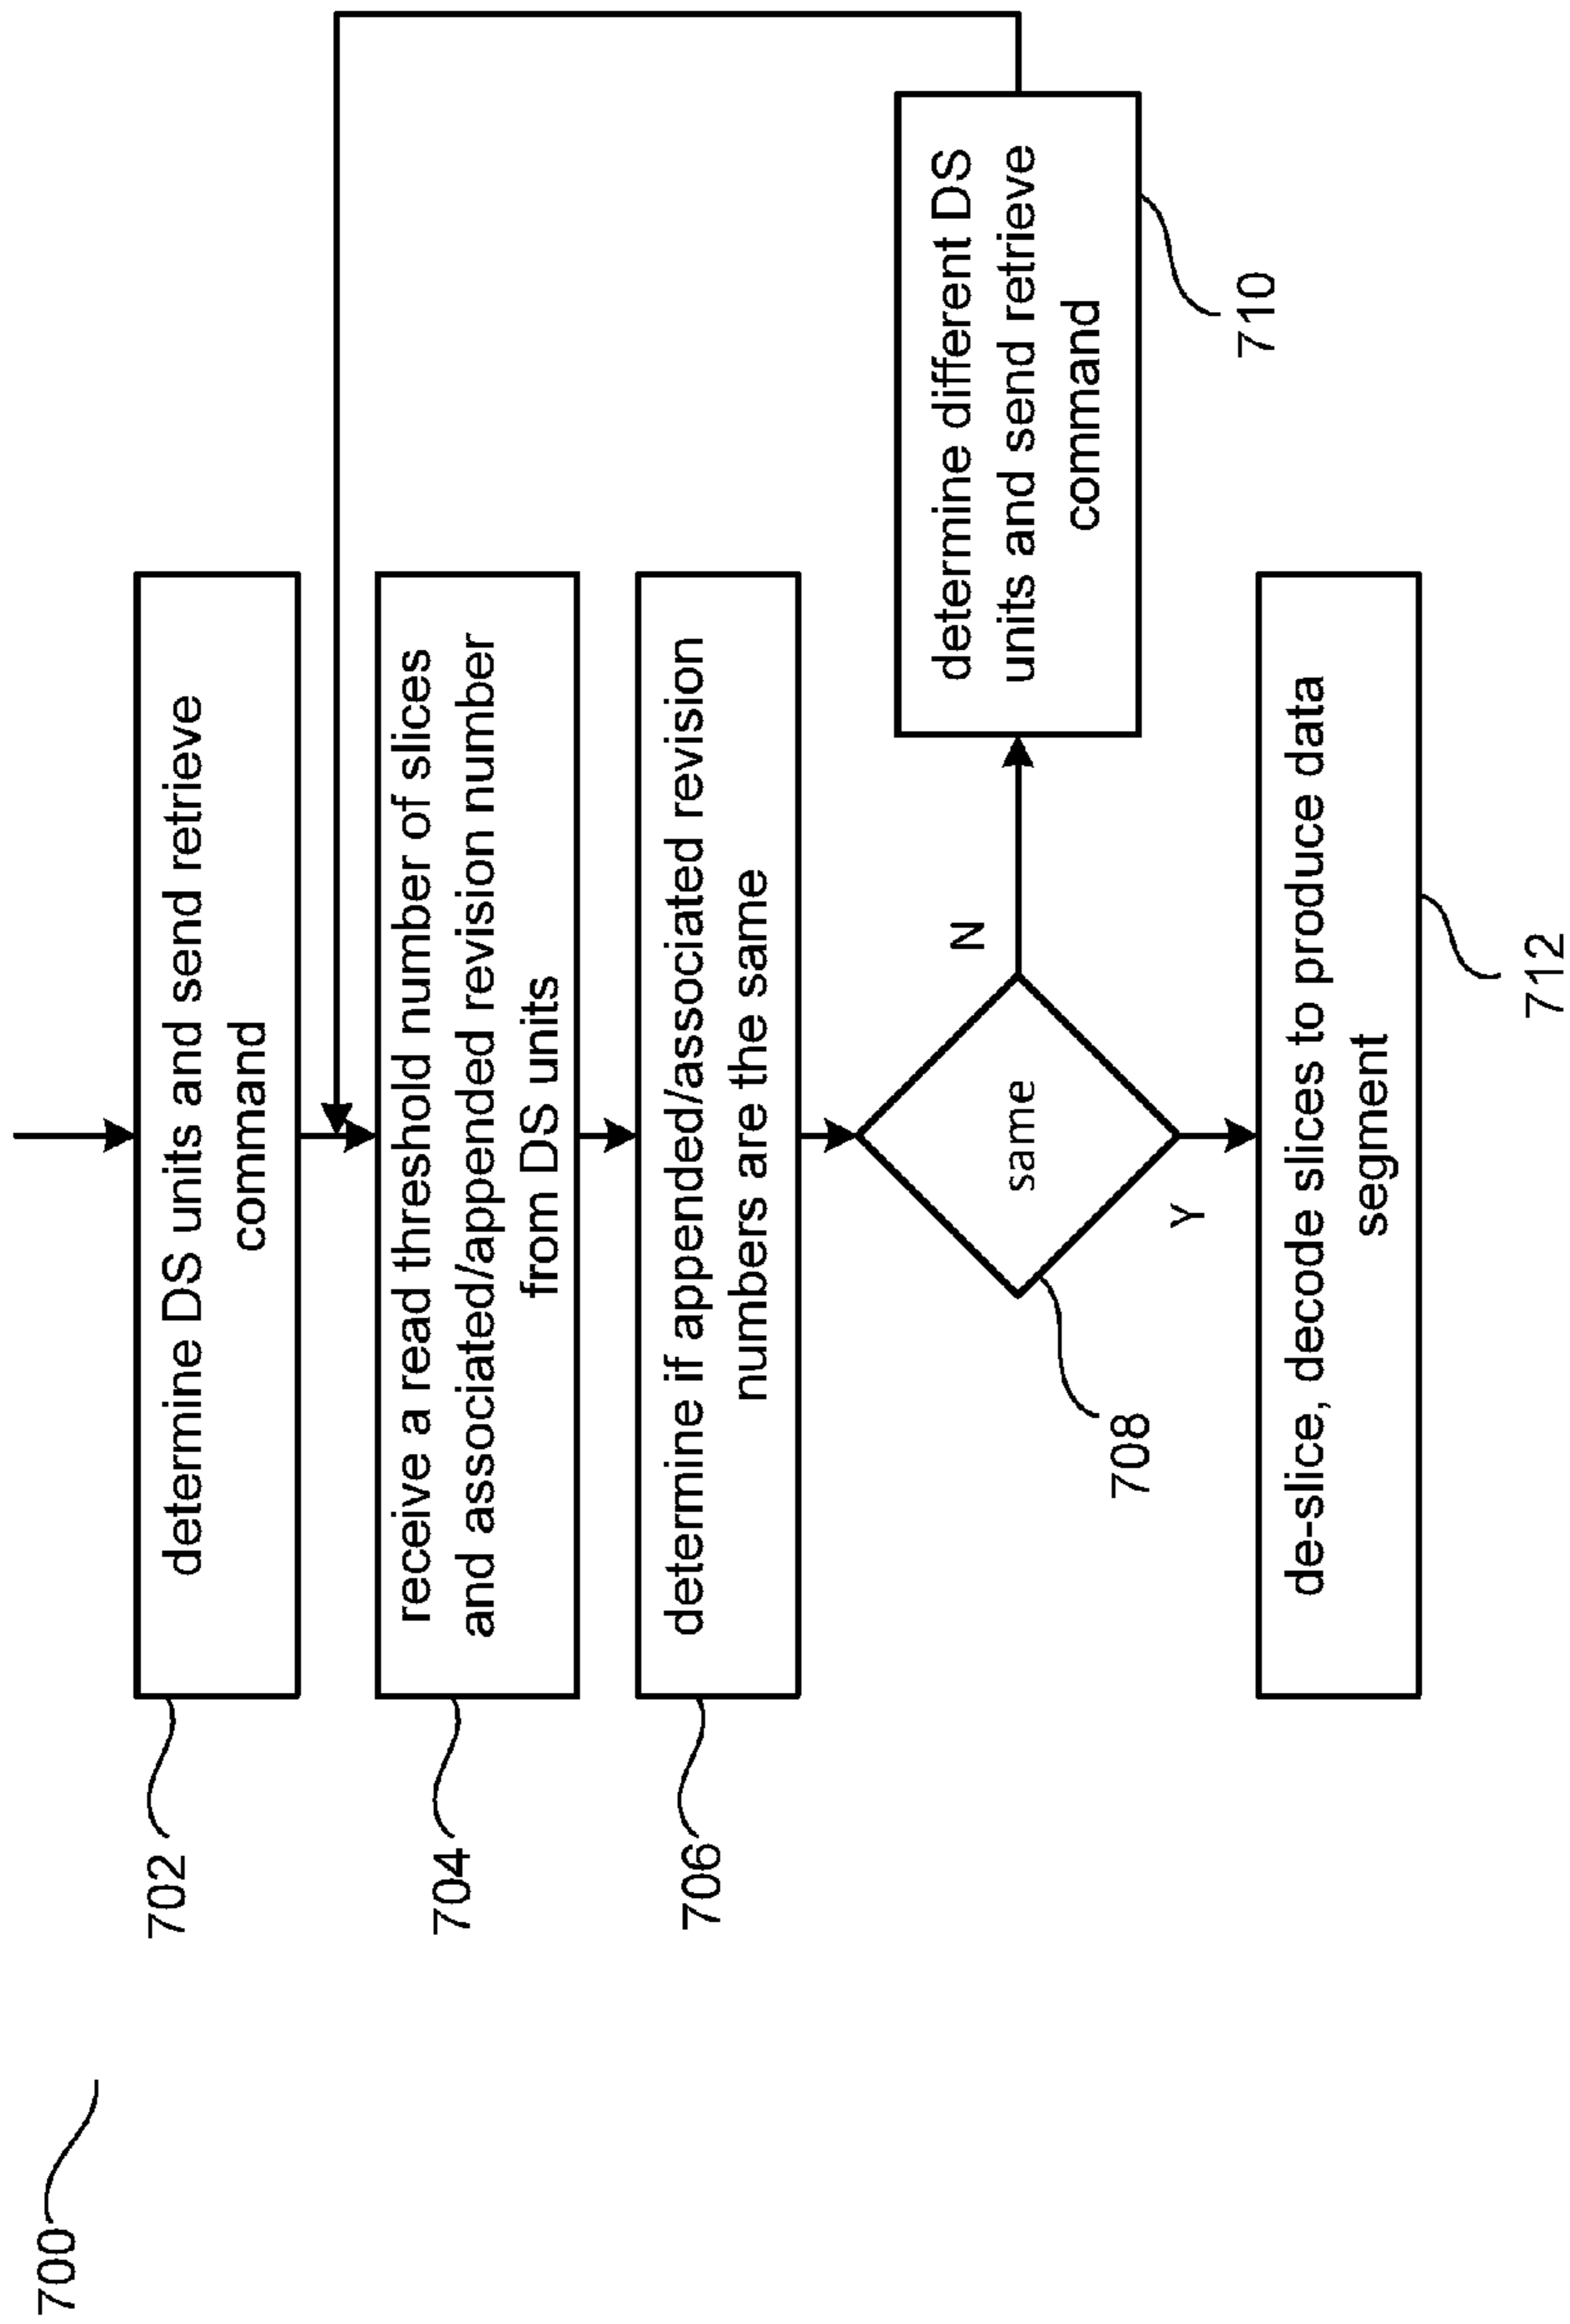 700
702
determine DS units and send retrieve
command
704
receive a read threshold number of slices
and associated/appended revision number
from DS units
706
determine if appended/associated revision
numbers are the same
708
same
N
Y
determine different DS
units and send retrieve
command
710
de-slice, decode slices to produce data
segment
712